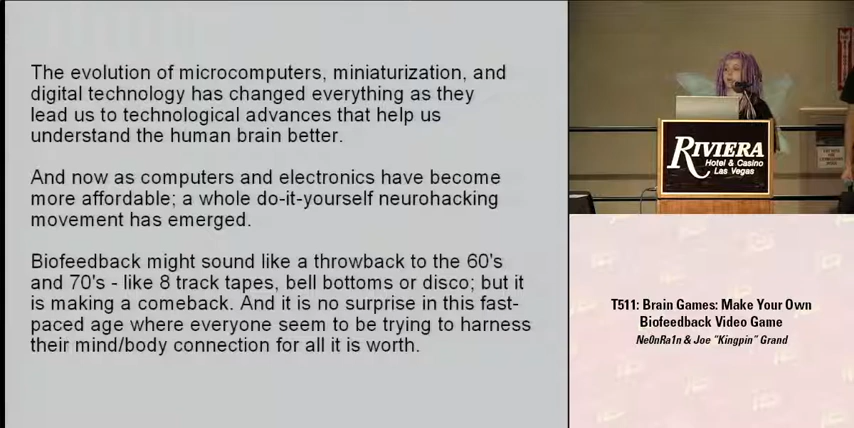 The evolution of microcomputers, miniaturization, and
digital technology has changed everything as they
lead us to technological advances that help us
understand the human brain better.
And now as computers and electronics have become
more affordable; a whole do-it-yourself neurohacking
movement has emerged.
Biofeedback might sound like a throwback to the 60's
and 70's - like 8 track tapes, bell bottoms or disco; but it
is making a comeback. And it is no surprise in this fast-
paced age where everyone seem to be trying to harness
their mind/body connection for all it is worth.
RIVIERA
Hotel & Casino
Las Vegas
T511: Brain Games: Make Your Own
Biofeedback Video Game
Ne0nRa1n & Joe "Kingpin" Grand